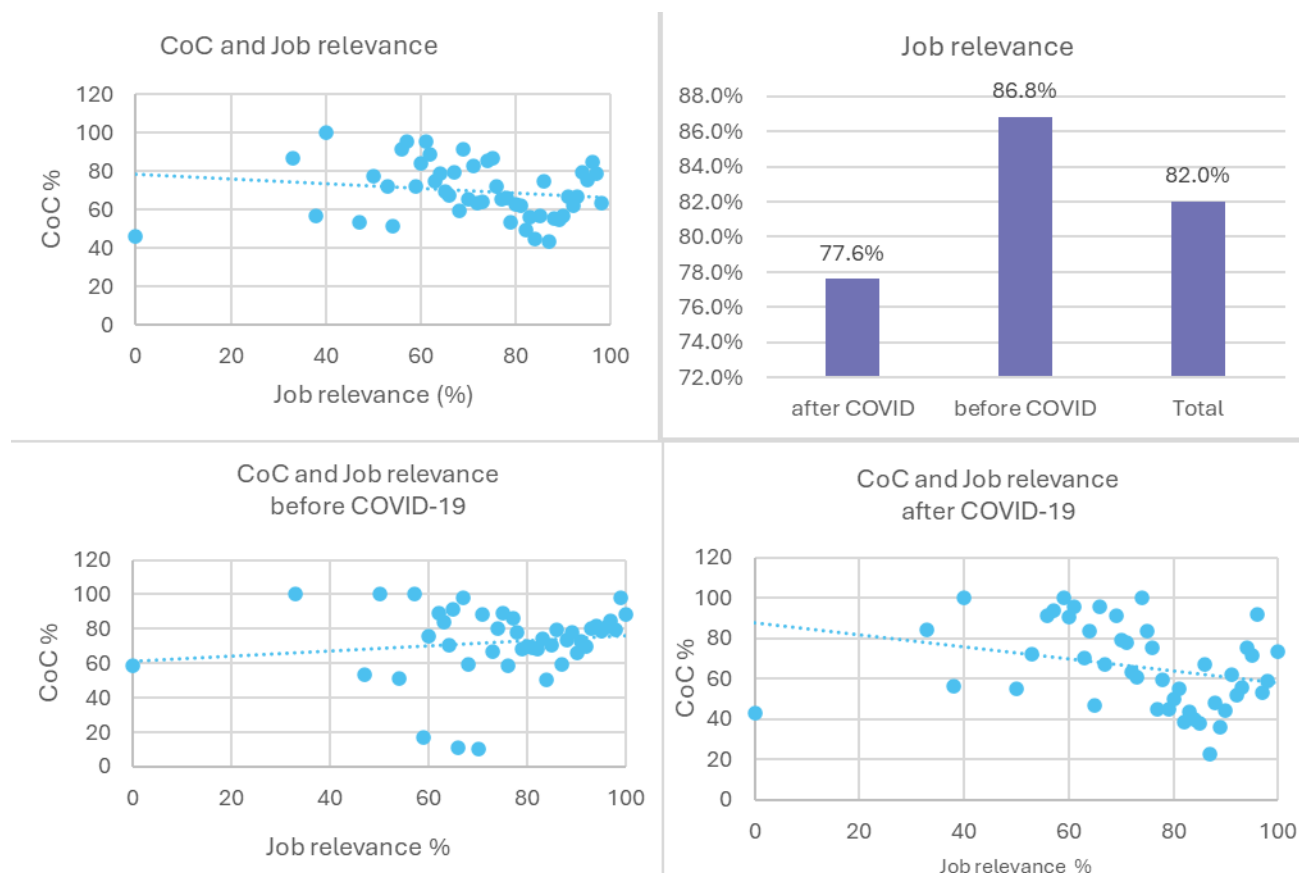 CoC and Job relevance
120
100
80
60
40
20
0
0 20 40 60 80 100
CoC %
Job relevance (%)
Job relevance
88.0%
86.0%
84.0%
82.0%
80.0%
78.0%
76.0%
74.0%
72.0%
77.6%
86.8%
82.0%
after COVID before COVID Total
CoC and Job relevance
before COVID-19
120
100
80
60
40
20
0
0 20 40 60 80 100
CoC %
Job relevance %
CoC and Job relevance
after COVID-19
120
100
80
60
40
20
0
0 20 40 60 80 100
CoC %
Job relevance %